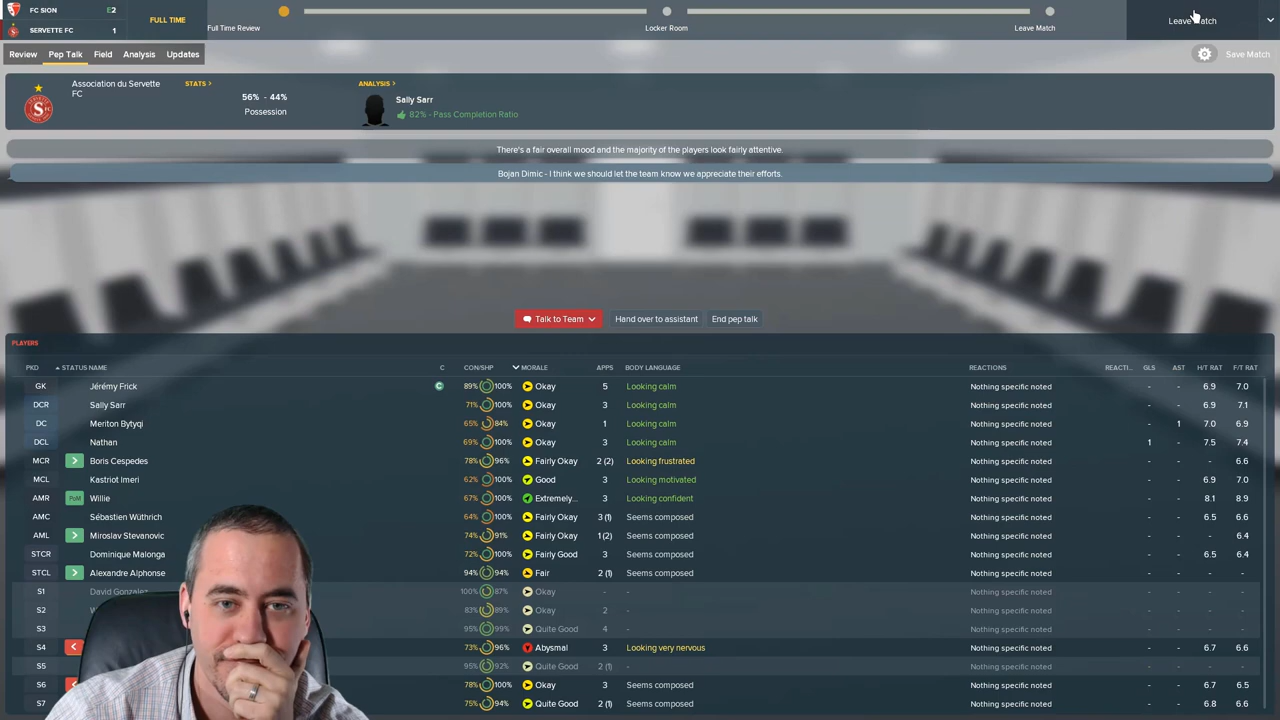 FC SION E2
SERVETTE FC 1
FULL TIME
Full Time Review
Locker Room
Leave Match
Leave Match
Review Pep Talk Field Analysis Updates
Save Match
Association du Servette
FC
STATS >
56% - 44%
Possession
ANALYSIS >
Sally Sarr
82% - Pass Completion Ratio
There's a fair overall mood and the majority of the players look fairly attentive.
Bojan Dimic - I think we should let the team know we appreciate their efforts.
Talk to Team Hand over to assistant End pep talk
PLAYERS
PKD STATUS NAME C CON/SHP MORALE APPS BODY LANGUAGE REACTIONS REACTI... GLS AST H/T RAT F/T RAT
GK Jérémy Frick C 89% 100% Okay 5 Looking calm Nothing specific noted - - 6.9 7.0
DCR Sally Sarr 71% 100% Okay 3 Looking calm Nothing specific noted - - 6.9 7.1
DC Meriton Bytyqi 65% 84% Okay 1 Looking calm Nothing specific noted - 1 7.0 6.9
DCL Nathan 69% 100% Okay 3 Looking calm Nothing specific noted 1 - 7.5 7.4
MCR Boris Cespedes 78% 96% Fairly Okay 2 (2) Looking frustrated Nothing specific noted - - 6.6
MCL Kastriot Imeri 62% 100% Good 3 Looking motivated Nothing specific noted - - 6.9 7.0
AMR PoM Willie 67% 100% Extremely... 3 Looking confident Nothing specific noted - - 8.1 8.9
AMC Sébastien Wüthrich 64% 100% Fairly Okay 3 (1) Seems composed Nothing specific noted - - 6.5 6.6
AML Miroslav Stevanovic 74% 91% Fairly Okay 1 (2) Seems composed Nothing specific noted - - 6.4
STCR Dominique Malonga 72% 100% Fairly Good 3 Seems composed Nothing specific noted - - 6.5 6.4
STCL Alexandre Alphonse 94% 94% Fair 2 (1) Seems composed Nothing specific noted - - - -
S1 David Gonzalez 100% 87% Okay - - Nothing specific noted - - - -
S2 83% 89% Okay 2 - Nothing specific noted - - - -
S3 95% 99% Quite Good 4 - Nothing specific noted - - - -
S4 73% 96% Abysmal 3 Looking very nervous Nothing specific noted - - 6.7 6.6
S5 95% 92% Quite Good 2 (1) - Nothing specific noted - - - -
S6 78% 100% Okay 3 Seems composed Nothing specific noted - - 6.7 6.5
S7 75% 94% Quite Good 2 (1) Seems composed Nothing specific noted - - 6.8 6.6